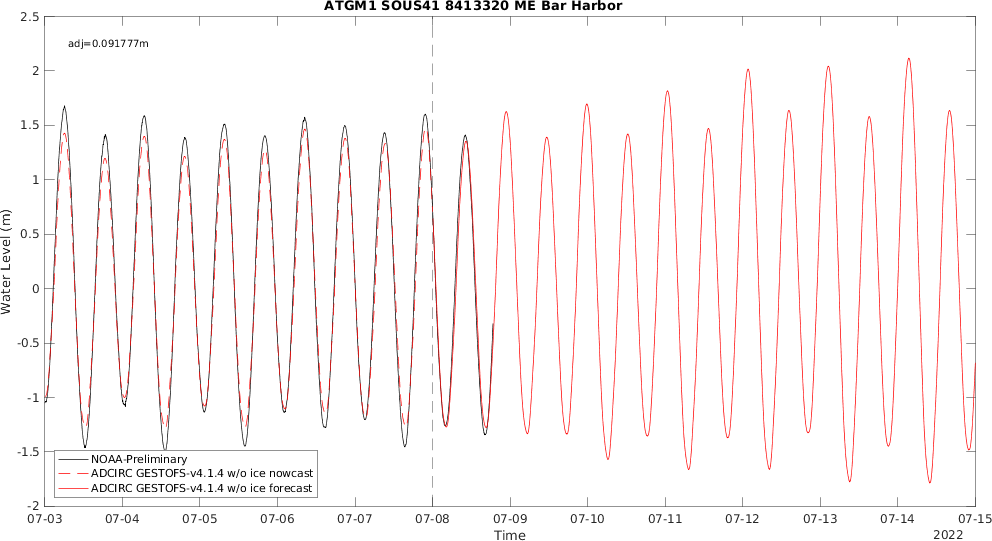 ATGM1 SOUS41 8413320 ME Bar Harbor
adj=0.091777m
2.5
2
1.5
1
0.5
0
-0.5
-1
-1.5
-2
Water Level (m)
NOAA-Preliminary
ADCIRC GESTOFS-v4.1.4 w/o ice nowcast
ADCIRC GESTOFS-v4.1.4 w/o ice forecast
07-03 07-04 07-05 07-06 07-07 07-08 07-09 07-10 07-11 07-12 07-13 07-14 07-15
Time
2022